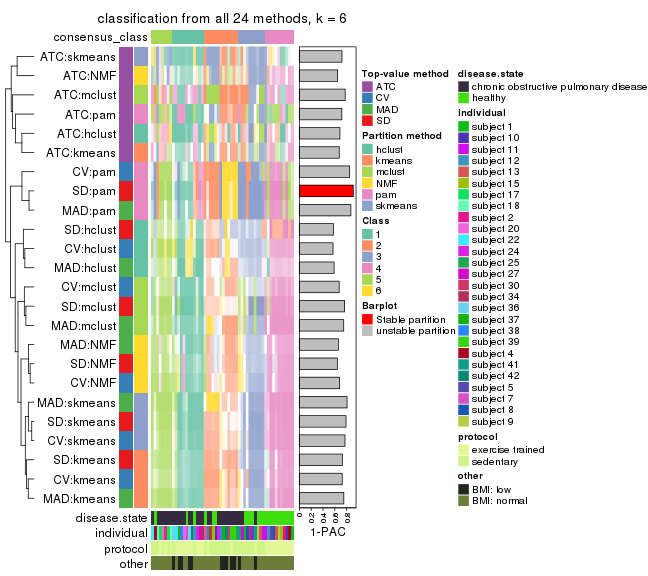 classification from all 24 methods, k = 6
consensus_class
ATC:skmeans
ATC:NMF
ATC:mclust
ATC:pam
ATC:hclust
ATC:kmeans
CV:pam
SD:pam
MAD:pam
SD:hclust
CV:hclust
MAD:hclust
CV:mclust
SD:mclust
MAD:mclust
MAD:NMF
SD:NMF
CV:NMF
MAD:skmeans
SD:skmeans
CV:skmeans
SD:kmeans
CV:kmeans
MAD:kmeans
disease.state
individual
protocol
other
0
0.2
0.4
0.6
0.8
1-PAC
Top-value method
ATC
CV
MAD
SD
Partition method
hclust
kmeans
mclust
NMF
pam
skmeans
Class
1
2
3
4
5
6
Barplot
Stable partition
unstable partition
disease.state
chronic obstructive pulmonary disease
healthy
individual
subject 1
subject 10
subject 11
subject 12
subject 13
subject 15
subject 17
subject 18
subject 2
subject 20
subject 22
subject 24
subject 25
subject 27
subject 30
subject 34
subject 36
subject 37
subject 38
subject 39
subject 4
subject 41
subject 42
subject 5
subject 7
subject 8
subject 9
protocol
exercise trained
sedentary
other
BMI: low
BMI: normal